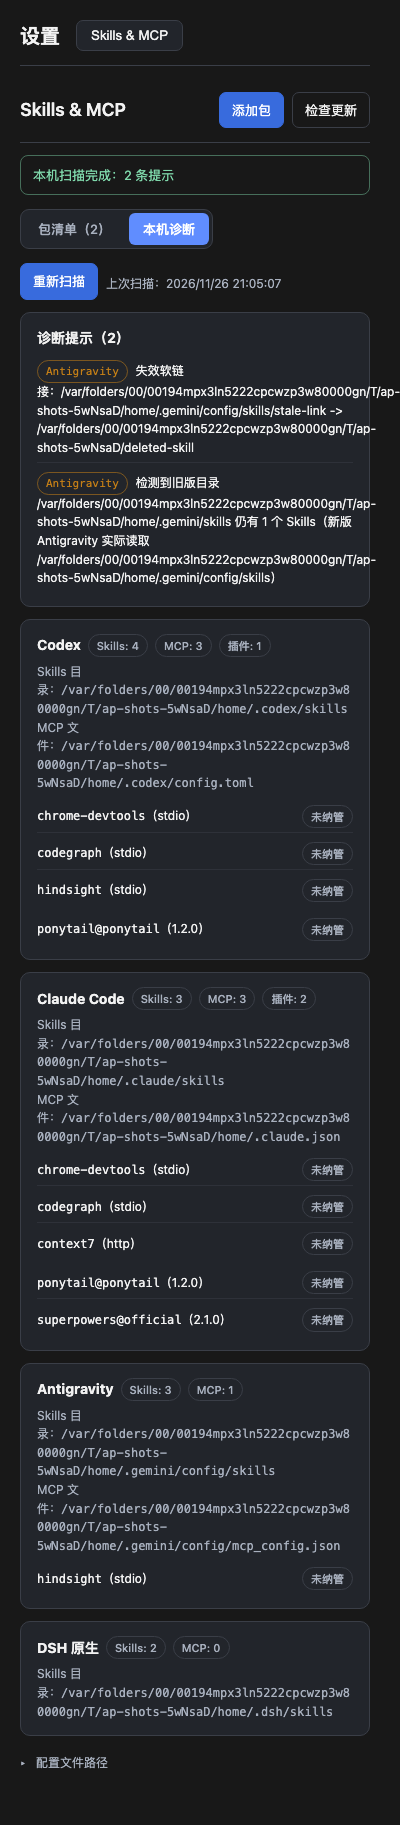 设置 Skills & MCP
Skills & MCP 添加包 检查更新
本机扫描完成：2 条提示
包清单（2） 本机诊断
重新扫描 上次扫描：2026/11/26 21:05:07
诊断提示（2）
Antigravity 失效软链
接：/var/folders/00/00194mpx3ln5222cpcwzp3w80000gn/T/ap-
shots-5wNsaD/home/.gemini/config/skills/stale-link ->
/var/folders/00/00194mpx3ln5222cpcwzp3w80000gn/T/ap-
shots-5wNsaD/deleted-skill
Antigravity 检测到旧版目录
/var/folders/00/00194mpx3ln5222cpcwzp3w80000gn/T/ap-
shots-5wNsaD/home/.gemini/skills 仍有 1 个 Skills（新版
Antigravity 实际读取
/var/folders/00/00194mpx3ln5222cpcwzp3w80000gn/T/ap-
shots-5wNsaD/home/.gemini/config/skills）
Codex Skills: 4 MCP: 3 插件: 1
Skills 目
录：/var/folders/00/00194mpx3ln5222cpcwzp3w8
0000gn/T/ap-shots-5wNsaD/home/.codex/skills
MCP 文
件：/var/folders/00/00194mpx3ln5222cpcwzp3w8
0000gn/T/ap-shots-
5wNsaD/home/.codex/config.toml
chrome-devtools (stdio) 未纳管
codegraph (stdio) 未纳管
hindsight (stdio) 未纳管
ponytail@ponytail (1.2.0) 未纳管
Claude Code Skills: 3 MCP: 3 插件: 2
Skills 目
录：/var/folders/00/00194mpx3ln5222cpcwzp3w8
0000gn/T/ap-shots-
5wNsaD/home/.claude/skills
MCP 文
件：/var/folders/00/00194mpx3ln5222cpcwzp3w8
0000gn/T/ap-shots-5wNsaD/home/.claude.json
chrome-devtools (stdio) 未纳管
codegraph (stdio) 未纳管
context7 (http) 未纳管
ponytail@ponytail (1.2.0) 未纳管
superpowers@official (2.1.0) 未纳管
Antigravity Skills: 3 MCP: 1
Skills 目
录：/var/folders/00/00194mpx3ln5222cpcwzp3w8
0000gn/T/ap-shots-
5wNsaD/home/.gemini/config/skills
MCP 文
件：/var/folders/00/00194mpx3ln5222cpcwzp3w8
0000gn/T/ap-shots-
5wNsaD/home/.gemini/config/mcp_config.json
hindsight (stdio) 未纳管
DSH 原生 Skills: 2 MCP: 0
Skills 目
录：/var/folders/00/00194mpx3ln5222cpcwzp3w8
0000gn/T/ap-shots-5wNsaD/home/.dsh/skills
▸ 配置文件路径